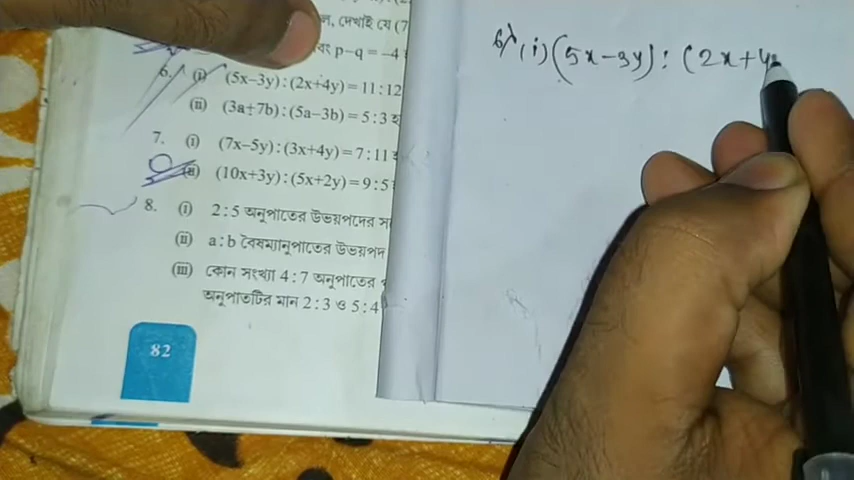 ল, দেখাই যে (7
বং p-q = -4
6. (i) (5x-3y):(2x+4y)=11:12
(ii) (3a+7b):(5a-3b)=5:3 হ
7. (i) (7x-5y):(3x+4y)=7:11 হ
(ii) (10x+3y):(5x+2y)=9:5
8. (i) 2:5 অনুপাতের উভয়পদের স
(ii) a:b বৈষম্যানুপাতের উভয়পদ
(iii) কোন সংখ্যা 4:7 অনুপাতের
অনুপাতটির মান 2:3 ও 5:4
82
6) (i) (5x-3y) : (2x+4y